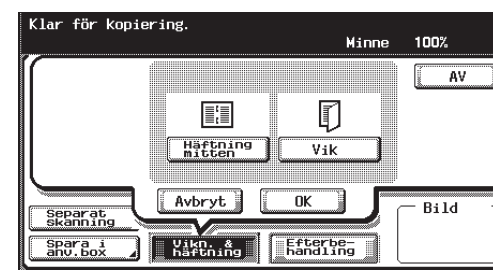 Klar för kopiering.
Minne 100%
AV
Häftning
mitten
Vik
Avbryt
OK
Separat
skanning
Bild
Spara i
anv.box
Vikn. &
häftning
Efterbe-
handling